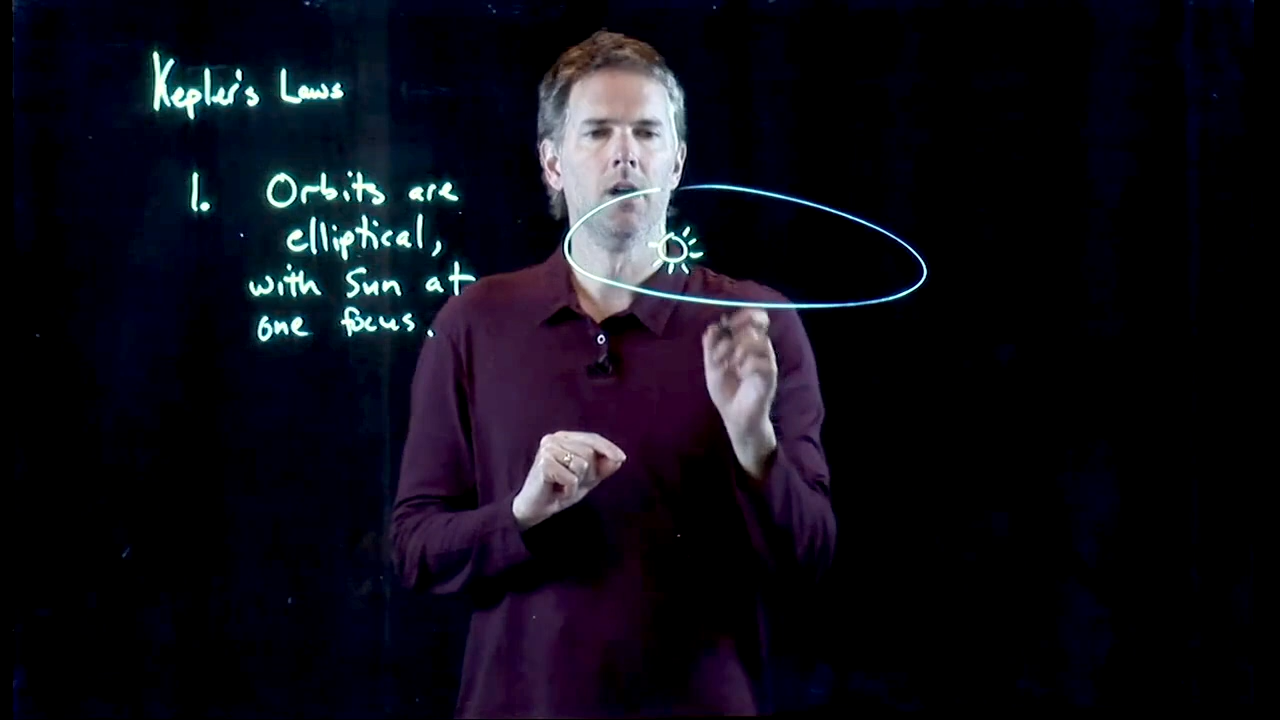 Kepler's Laws
1. Orbits are
elliptical,
with Sun at
one focus.